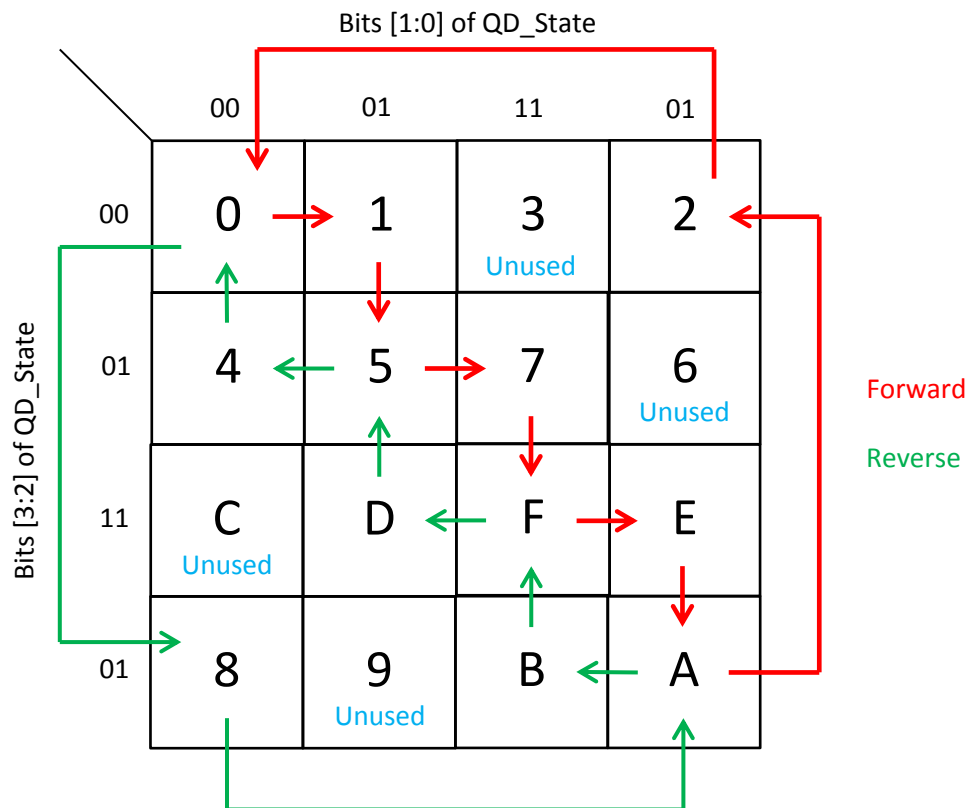 Bits [1:0] of QD_State
00 01 11 01
00 0 1 3 2
Unused
01 4 5 7 6
Unused
Forward
Reverse
Bits [3:2] of QD_State
11 C D F E
Unused
01 8 9 B A
Unused